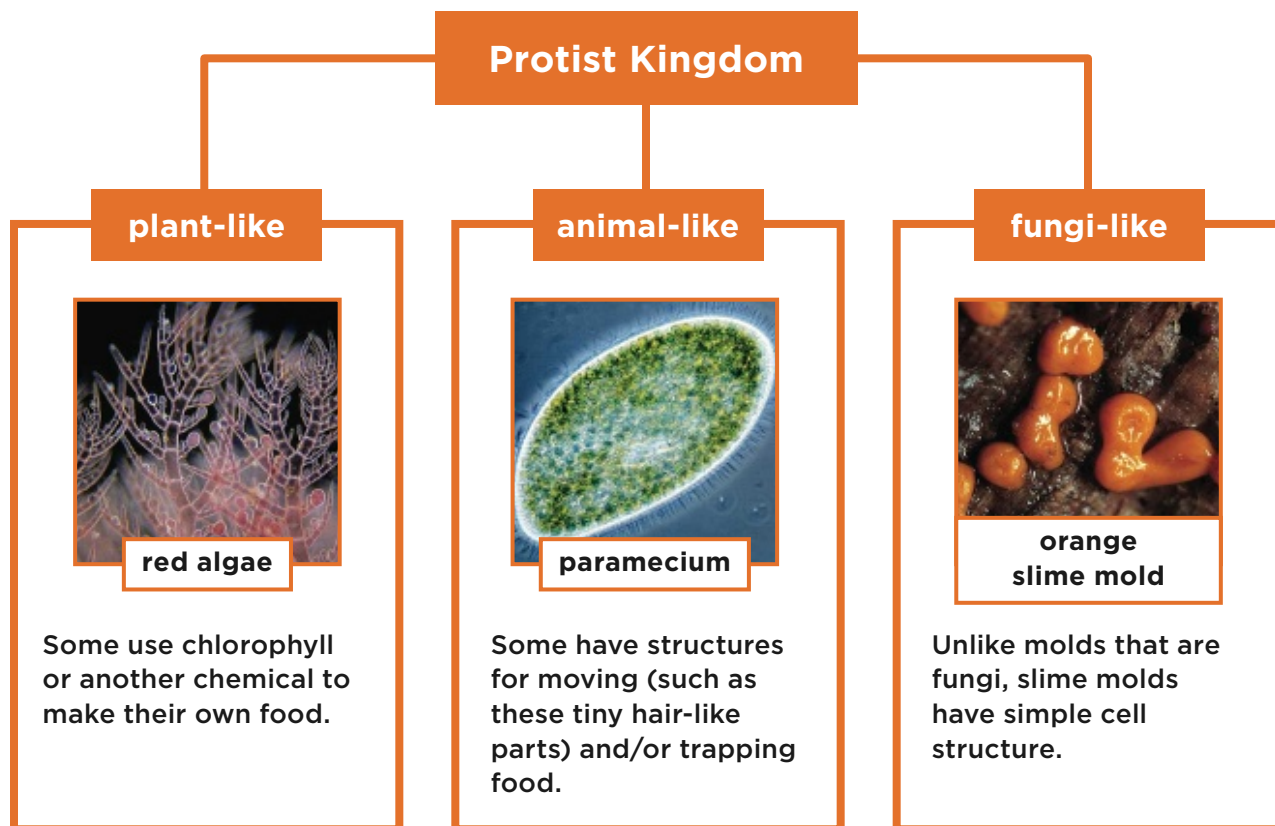 Protist Kingdom
plant-like
red algae
Some use chlorophyll
or another chemical to
make their own food.
animal-like
paramecium
Some have structures
for moving (such as
these tiny hair-like
parts) and/or trapping
food.
fungi-like
orange
slime mold
Unlike molds that are
fungi, slime molds
have simple cell
structure.